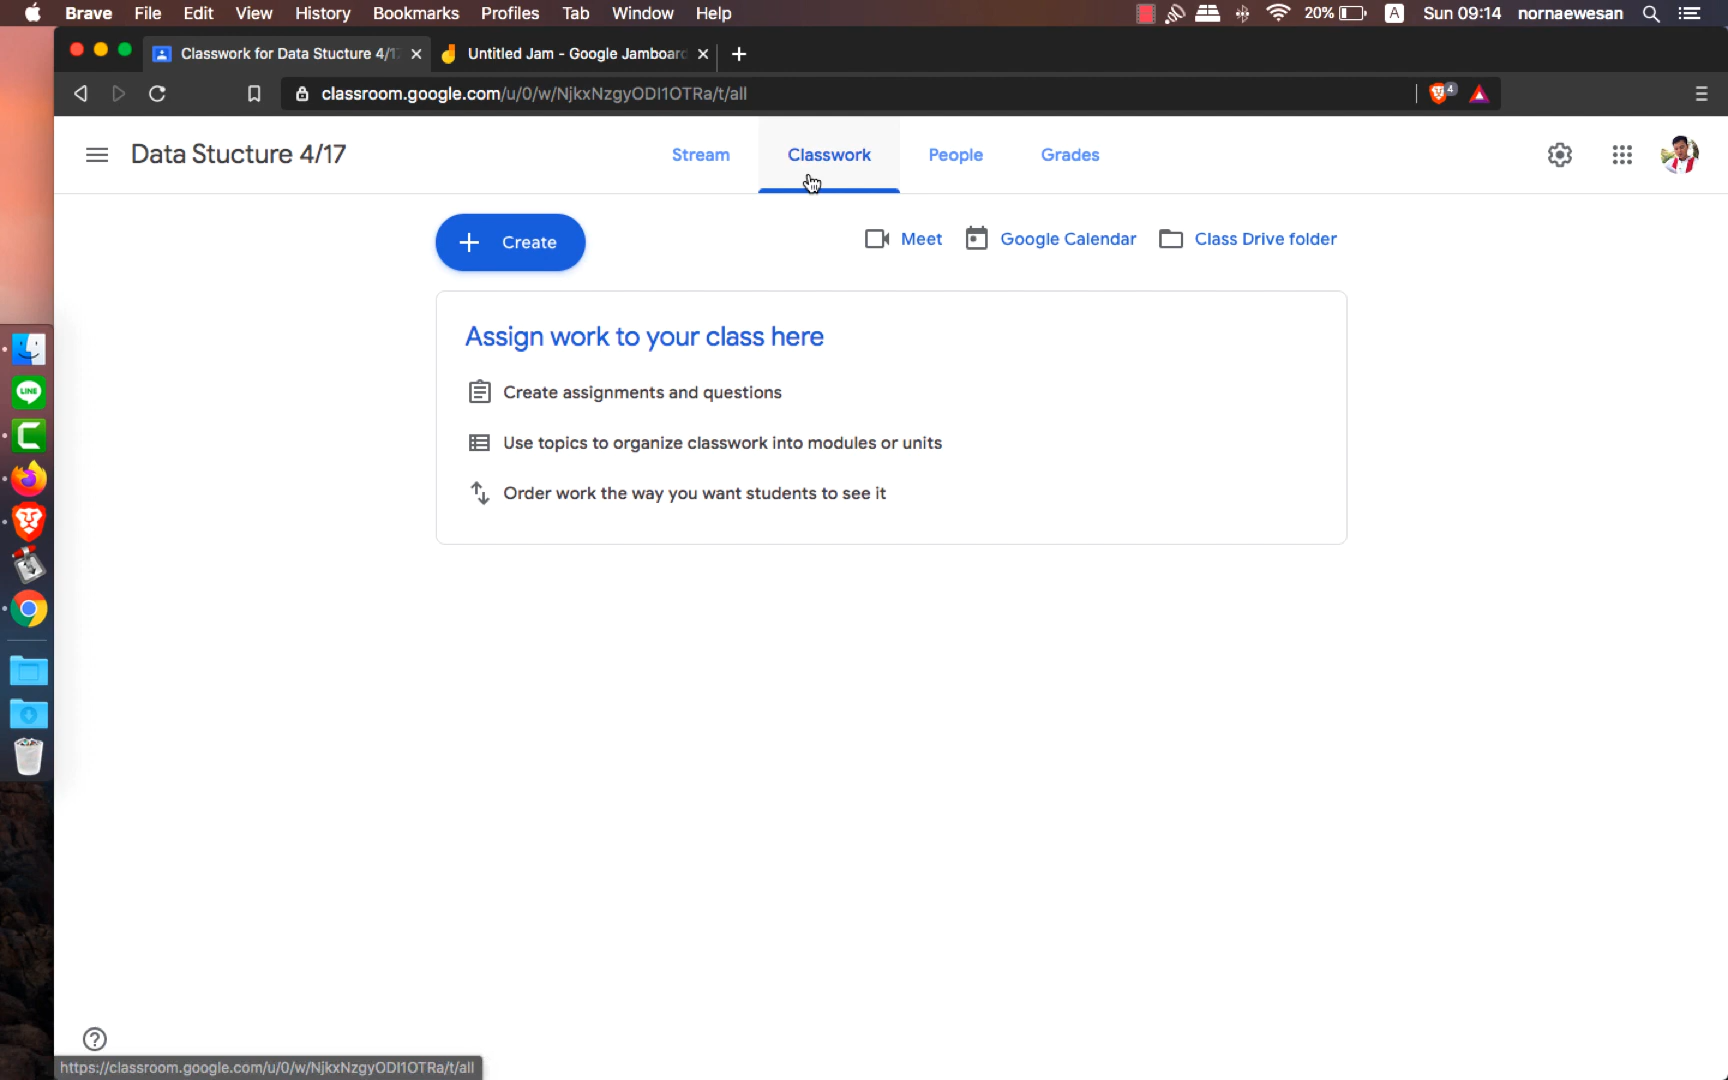 Brave File Edit View History Bookmarks Profiles Tab Window Help 20% A Sun 09:14 nornaewesan
Classwork for Data Stucture 4/17 Untitled Jam - Google Jamboard
classroom.google.com/u/0/w/NjkxNzgyODI1OTRa/t/all 4
Data Stucture 4/17 Stream Classwork People Grades
Create Meet Google Calendar Class Drive folder
Assign work to your class here
Create assignments and questions
LINE
Use topics to organize classwork into modules or units
Order work the way you want students to see it
https://classroom.google.com/u/0/w/NjkxNzgyODI1OTRa/t/all